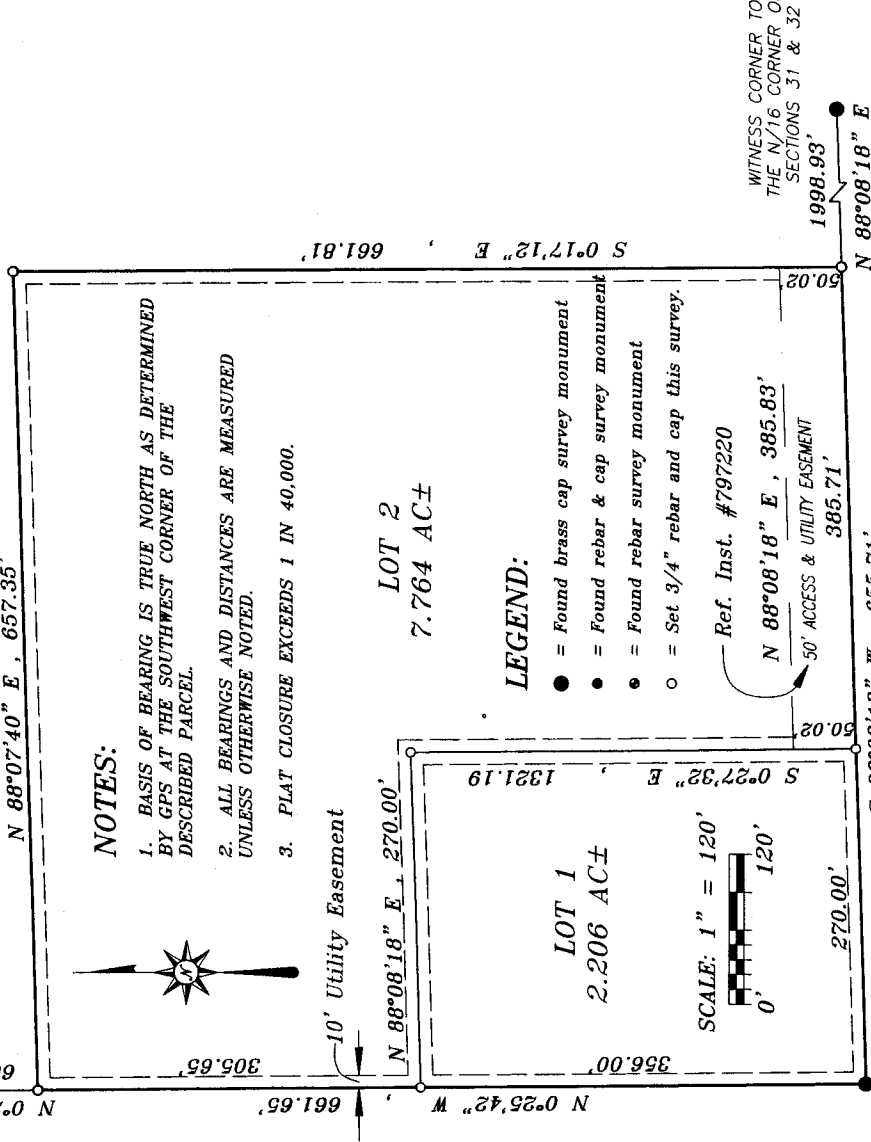 N 88°07'40" E , 657.35'
NOTES:
1. BASIS OF BEARING IS TRUE NORTH AS DETERMINED
BY GPS AT THE SOUTHWEST CORNER OF THE
DESCRIBED PARCEL.
2. ALL BEARINGS AND DISTANCES ARE MEASURED
UNLESS OTHERWISE NOTED.
3. PLAT CLOSURE EXCEEDS 1 IN 40,000.
N
305.65'
10' Utility Easement
N 0°25'42" W , 661.65'
S 0°17'12" E , 661.81'
LOT 2
7.764 AC±
LEGEND:
= Found brass cap survey monument
= Found rebar & cap survey monument
= Found rebar survey monument
= Set 3/4" rebar and cap this survey.
Ref. Inst. #797220
N 88°08'18" E , 385.83'
50' ACCESS & UTILITY EASEMENT
385.71'
50.02'
50.02'
N 88°08'18" E , 270.00'
S 0°27'32" E , 1321.19
LOT 1
2.206 AC±
356.00'
SCALE: 1" = 120'
0' 120'
270.00'
WITNESS CORNER TO
THE N/16 CORNER
SECTIONS 31 & 32
1998.93'
N 88°08'18" E
655.71'